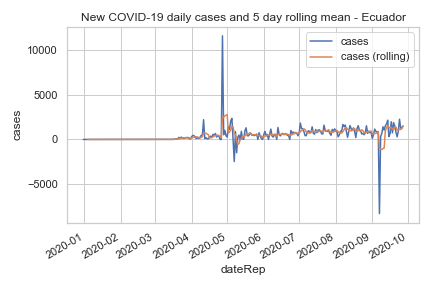 New COVID-19 daily cases and 5 day rolling mean - Ecuador
cases
cases (rolling)
10000
5000
0
−5000
cases
2020-01
2020-02
2020-03
2020-04
2020-05
2020-06
2020-07
2020-08
2020-09
2020-10
dateRep